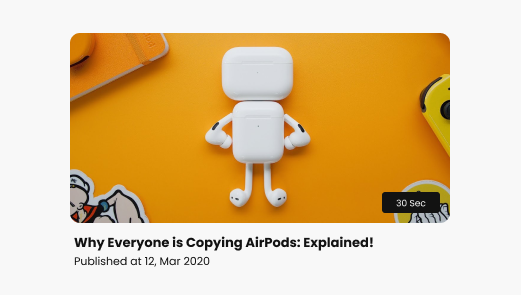 30 Sec
Why Everyone is Copying AirPods: Explained!
Published at 12, Mar 2020